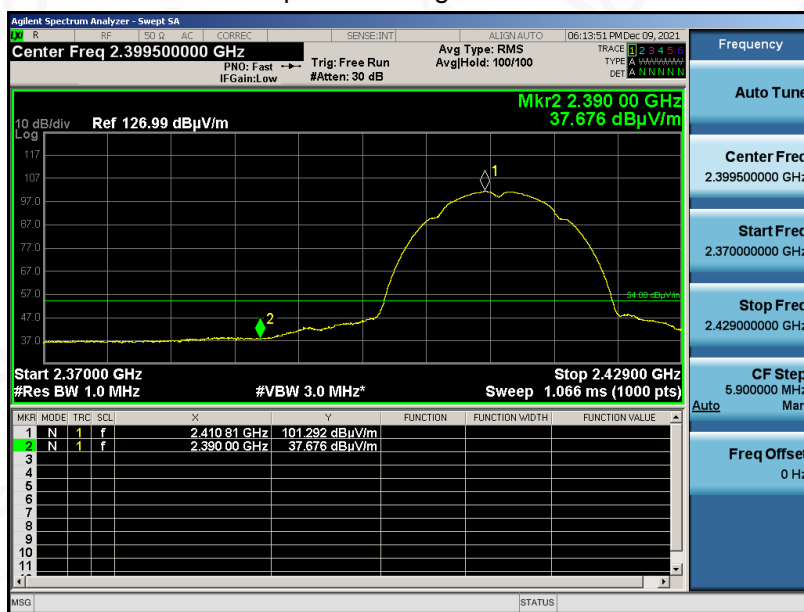 Agilent Spectrum Analyzer - Swept SA
LXI R RF 50 Ω AC CORREC SENSE:INT ALIGN AUTO 06:13:51 PM Dec 09, 2021
Center Freq 2.399500000 GHz
PNO: Fast Trig: Free Run
IFGain:Low #Atten: 30 dB
Avg Type: RMS
Avg|Hold: 100/100
TRACE 1 2 3 4 5 6
TYPE A WWWWW
DET A N N N N N
Mkr2 2.390 00 GHz
37.676 dBµV/m
10 dB/div Ref 126.99 dBµV/m
Log
117
107
97.0
87.0
77.0
67.0
57.0
47.0
37.0
1
2
54.00 dBµV/m
Start 2.37000 GHz Stop 2.42900 GHz
#Res BW 1.0 MHz #VBW 3.0 MHz* Sweep 1.066 ms (1000 pts)
MKR MODE TRC SCL X Y FUNCTION FUNCTION WIDTH FUNCTION VALUE
1 N 1 f 2.410 81 GHz 101.292 dBµV/m
2 N 1 f 2.390 00 GHz 37.676 dBµV/m
3
4
5
6
7
8
9
10
11
MSG STATUS
Frequency
Auto Tune
Center Freq
2.399500000 GHz
Start Freq
2.370000000 GHz
Stop Freq
2.429000000 GHz
CF Step
5.900000 MHz
Auto Man
Freq Offset
0 Hz